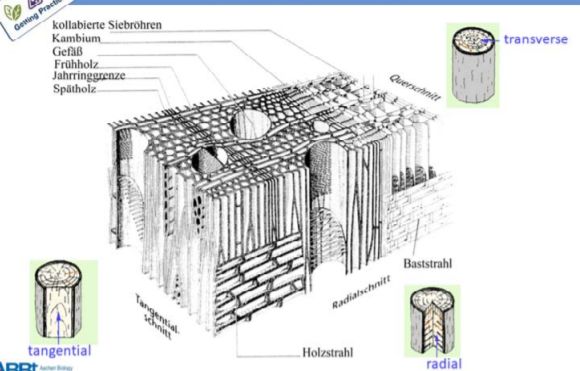 Getting Practical
kollabierte Siebröhren
Kambium
Gefäß
Frühholz
Jahrringgrenze
Spätholz
Querschnitt
transverse
Baststrahl
Radialschnitt
Tangential.
schnitt
Holzstrahl
tangential
radial
Aachen Biology